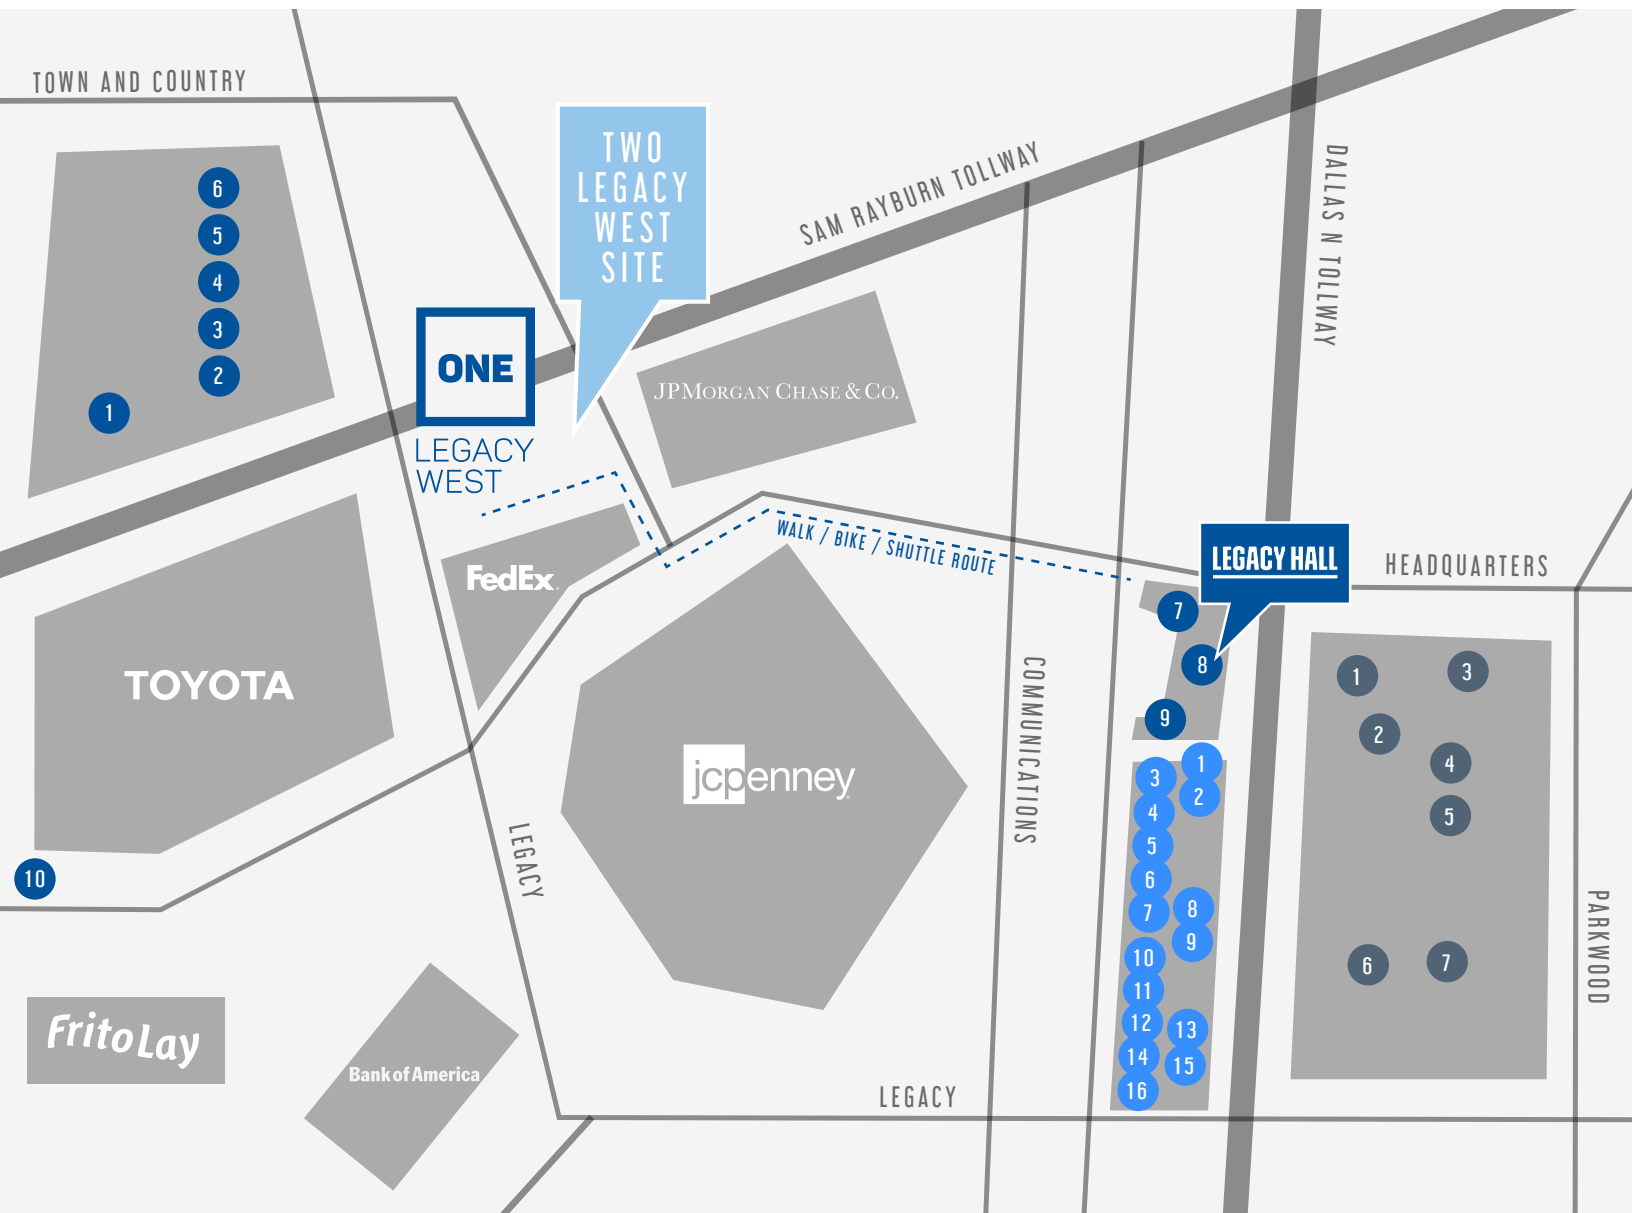 TOWN AND COUNTRY
TWO
LEGACY
WEST
SITE
SAM RAYBURN TOLLWAY
DALLAS N TOLLWAY
6
5
4
3
2
1
ONE
LEGACY
WEST
JPMORGAN CHASE & CO.
WALK / BIKE / SHUTTLE ROUTE
LEGACY HALL
HEADQUARTERS
FedEx.
TOYOTA
jcpenney
COMMUNICATIONS
7
8
9
1
3
2
4
5
6
7
1
3
2
4
5
6
7
8
9
10
11
12
13
14
15
16
10
LEGACY
PARKWOOD
FritoLay
Bank of America
LEGACY